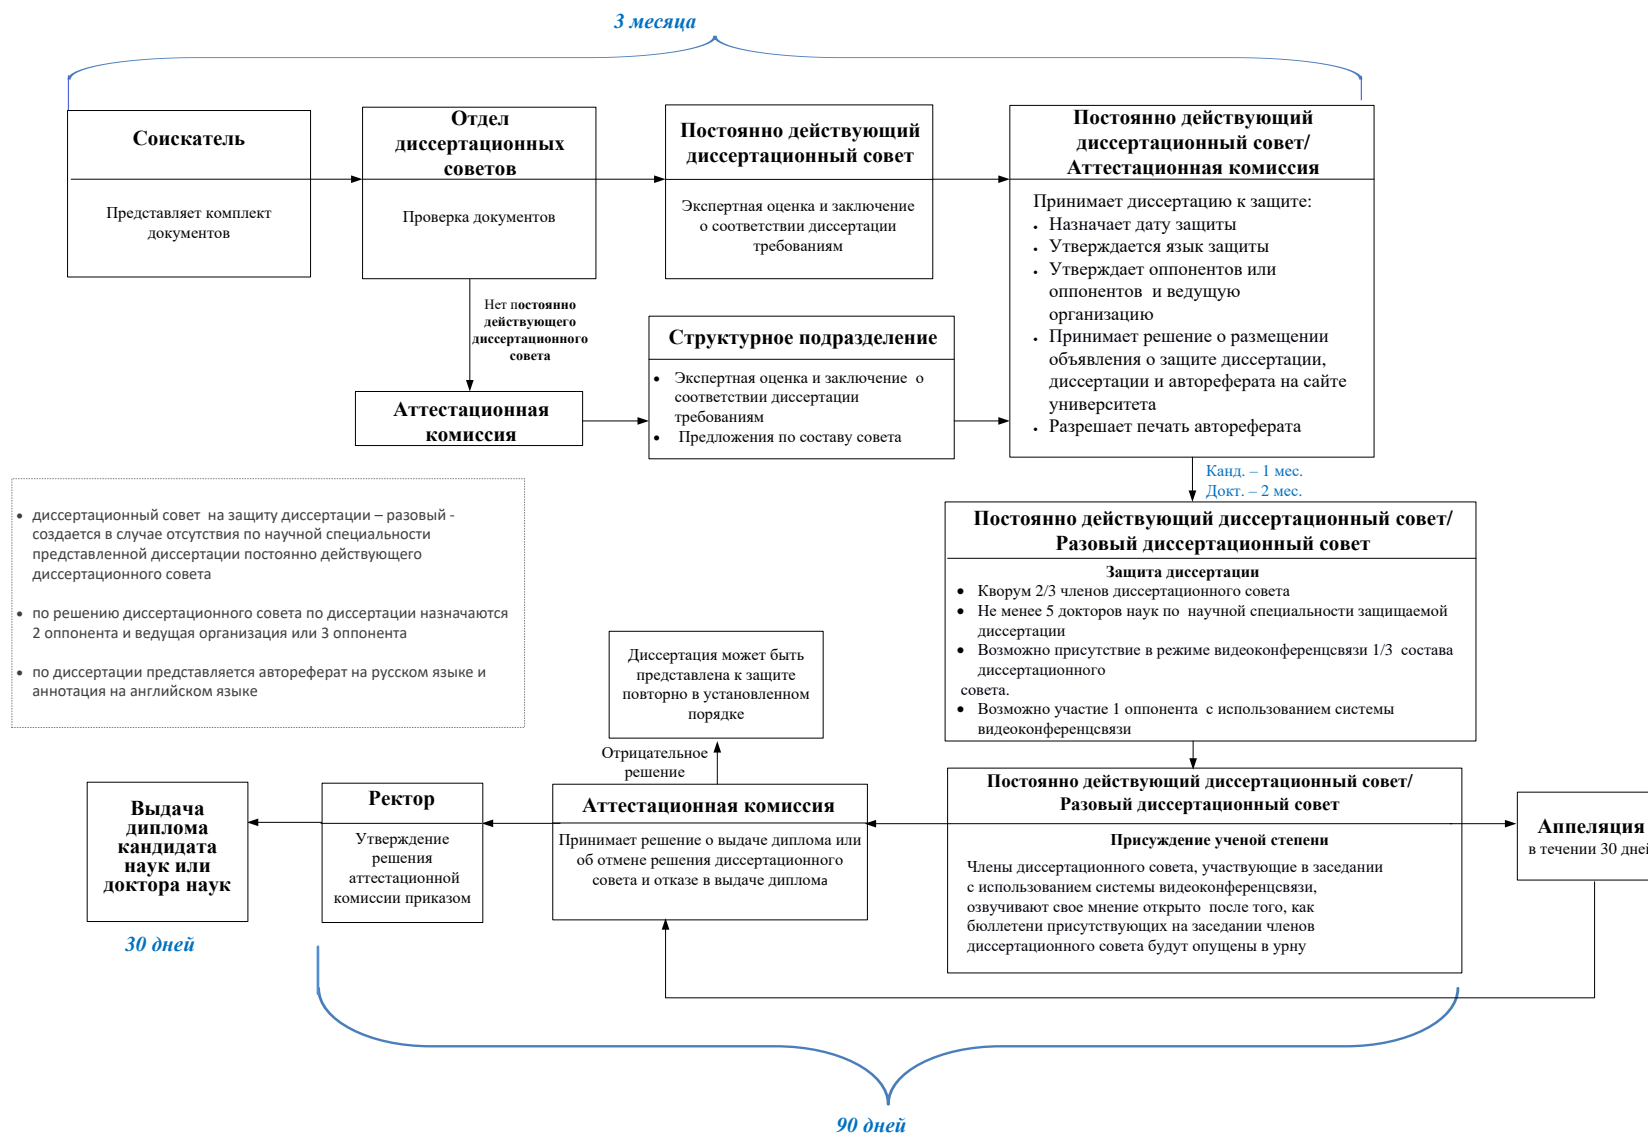 3 месяца
Соискатель
Представляет комплект
документов
Отдел
диссертационных
советов
Проверка документов
Постоянно действующий
диссертационный совет
Экспертная оценка и заключение
о соответствии диссертации
требованиям
Постоянно действующий
диссертационный совет/
Аттестационная комиссия
Принимает диссертацию к защите:
• Назначает дату защиты
• Утверждается язык защиты
• Утверждает оппонентов или
оппонентов и ведущую
организацию
• Принимает решение о размещении
объявления о защите диссертации,
диссертации и автореферата на сайте
университета
• Разрешает печать автореферата
Нет постоянно
действующего
диссертационного
совета
Аттестационная
комиссия
Структурное подразделение
• Экспертная оценка и заключение о
соответствии диссертации
требованиям
• Предложения по составу совета
Канд. – 1 мес.
Докт. – 2 мес.
• диссертационный совет на защиту диссертации – разовый -
создается в случае отсутствия по научной специальности
представленной диссертации постоянно действующего
диссертационного совета
• по решению диссертационного совета по диссертации назначаются
2 оппонента и ведущая организация или 3 оппонента
• по диссертации представляется автореферат на русском языке и
аннотация на английском языке
Постоянно действующий диссертационный совет/
Разовый диссертационный совет
Защита диссертации
• Кворум 2/3 членов диссертационного совета
• Не менее 5 докторов наук по научной специальности защищаемой
диссертации
• Возможно присутствие в режиме видеоконференцсвязи 1/3 состава
диссертационного
совета.
• Возможно участие 1 оппонента с использованием системы
видеоконференцсвязи
Диссертация может быть
представлена к защите
повторно в установленном
порядке
Отрицательное
решение
Выдача
диплома
кандидата
наук или
доктора наук
30 дней
Ректор
Утверждение
решения
аттестационной
комиссии приказом
Аттестационная комиссия
Принимает решение о выдаче диплома или
об отмене решения диссертационного
совета и отказе в выдаче диплома
Постоянно действующий диссертационный совет/
Разовый диссертационный совет
Присуждение ученой степени
Члены диссертационного совета, участвующие в заседании
с использованием системы видеоконференцсвязи,
озвучивают свое мнение открыто после того, как
бюллетени присутствующих на заседании членов
диссертационного совета будут опущены в урну
Аппеляция
в течении 30 дней
90 дней